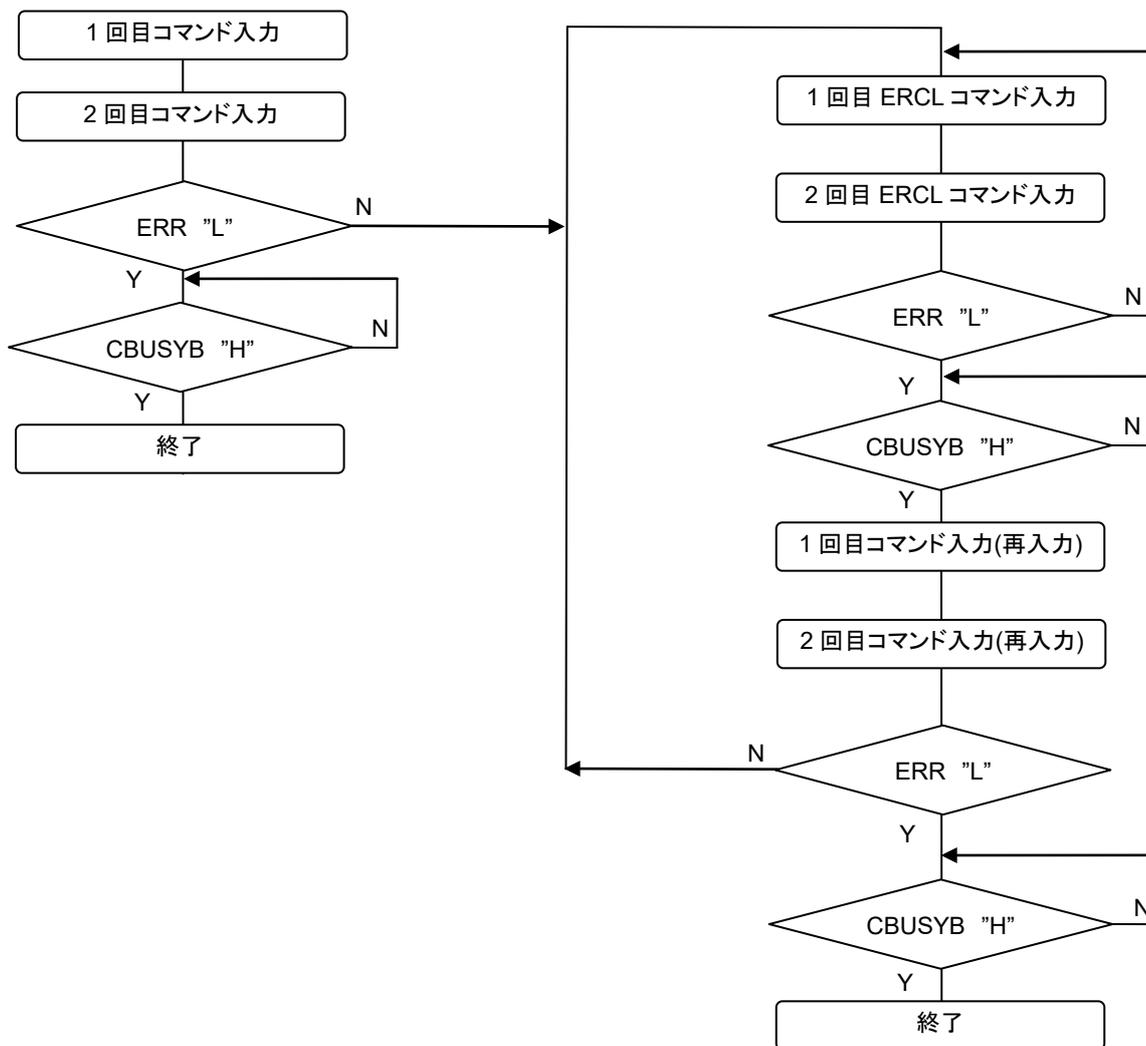 1 回目コマンド入力
2 回目コマンド入力
ERR ”L”
N
Y
CBUSYB ”H”
N
Y
終了
1 回目 ERCL コマンド入力
2 回目 ERCL コマンド入力
ERR ”L”
N
Y
CBUSYB ”H”
N
Y
1 回目コマンド入力(再入力)
2 回目コマンド入力(再入力)
ERR ”L”
N
Y
CBUSYB ”H”
N
Y
終了